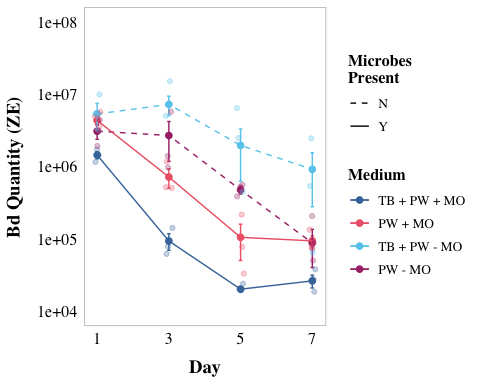 1e+08
1e+07
1e+06
1e+05
1e+04
Bd Quantity (ZE)
1
3
5
7
Day
Microbes
Present
N
Y
Medium
TB + PW + MO
PW + MO
TB + PW - MO
PW - MO